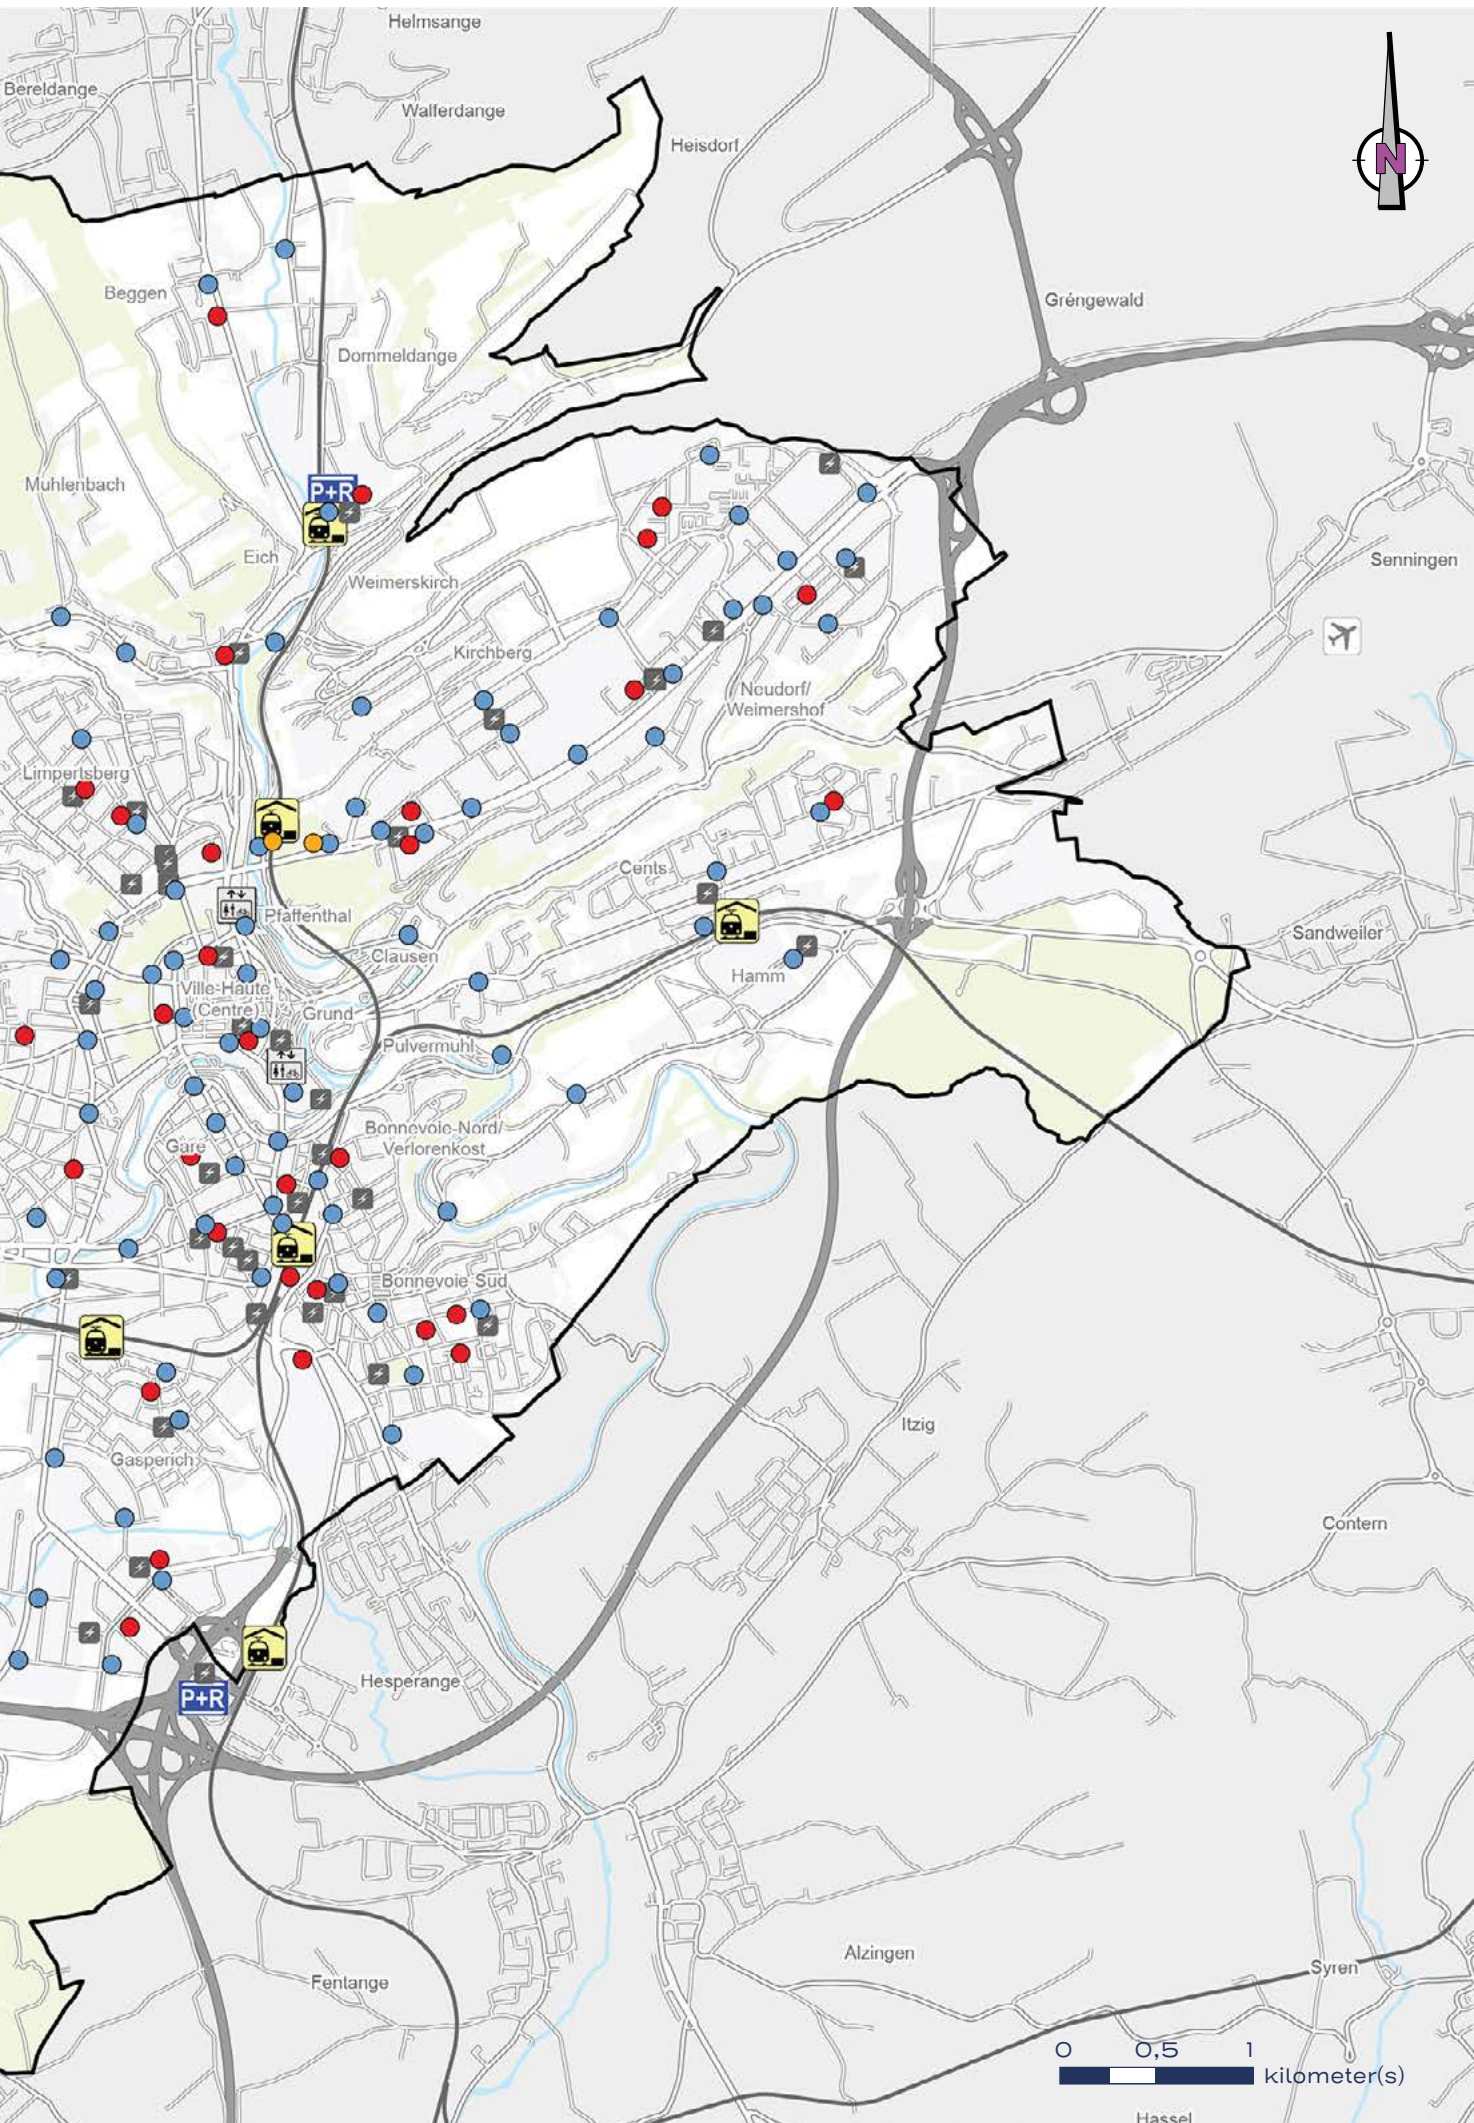 Helmsange
Bereldange
Walferdange
Heisdorf
N
Beggen
Gréngewald
Dommeldange
Muhlenbach
P+R
Eich
Weimerskirch
Senningen
Kirchberg
Neudorf/
Weimershof
Limpertsberg
Cents
Pfaffenthal
Clausen
Sandweiler
Hamm
Ville-Haute
(Centre)
Grund
Pulvermuhl
Bonnevoie-Nord/
Verlorenkost
Gare
Bonnevoie Sud
Itzig
Gasperich
Contern
Hesperange
P+R
Alzingen
Fentange
Syren
0 0,5 1
kilometer(s)
Hassel